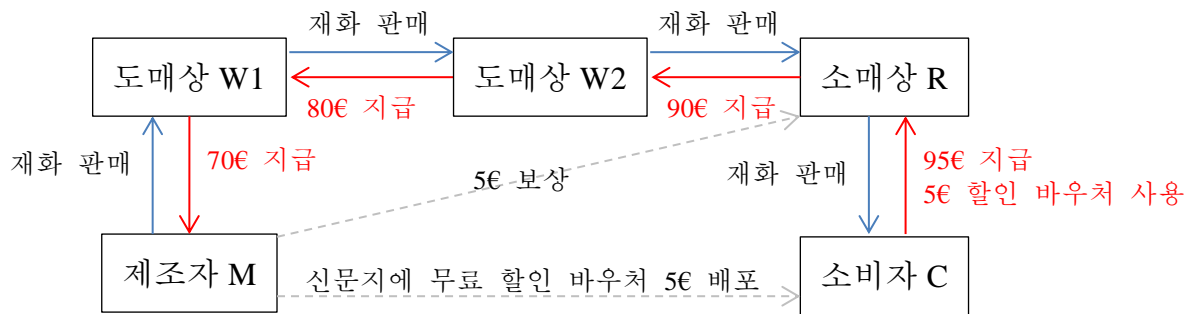 재화 판매
재화 판매
도매상 W1
도매상 W2
소매상 R
80€ 지급
90€ 지급
재화 판매
70€ 지급
5€ 보상
재화 판매
95€ 지급
5€ 할인 바우처 사용
제조자 M
신문지에 무료 할인 바우처 5€ 배포
소비자 C